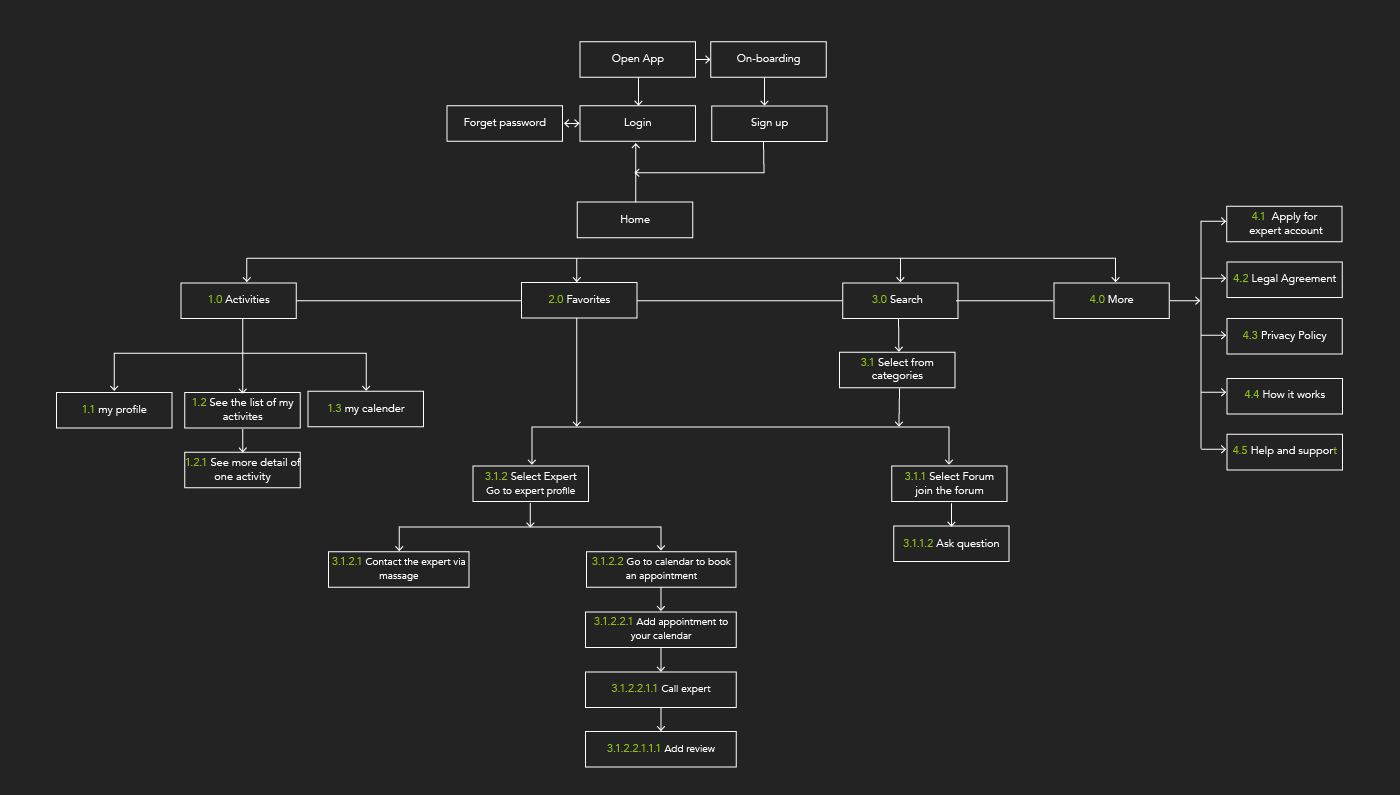 Open App
On-boarding
Forget password
Login
Sign up
Home
4.1 Apply for
expert account
4.2 Legal Agreement
4.3 Privacy Policy
4.4 How it works
4.5 Help and support
1.0 Activities
2.0 Favorites
3.0 Search
4.0 More
3.1 Select from
categories
1.1 my profile
1.2 See the list of my
activites
1.3 my calender
1.2.1 See more detail of
one activity
3.1.2 Select Expert
Go to expert profile
3.1.1 Select Forum
join the forum
3.1.1.2 Ask question
3.1.2.1 Contact the expert via
massage
3.1.2.2 Go to calendar to book
an appointment
3.1.2.2.1 Add appointment to
your calendar
3.1.2.2.1.1 Call expert
3.1.2.2.1.1.1 Add review